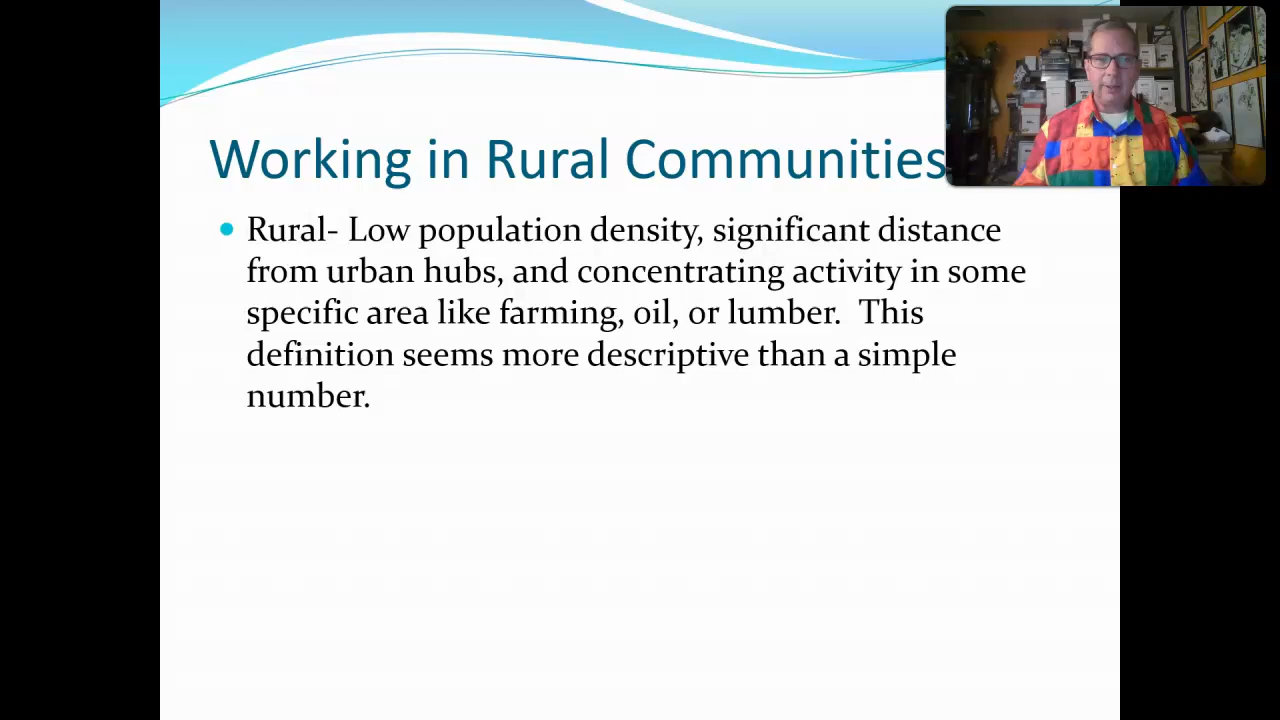 Working in Rural Communities
Rural- Low population density, significant distance
from urban hubs, and concentrating activity in some
specific area like farming, oil, or lumber.  This
definition seems more descriptive than a simple
number.